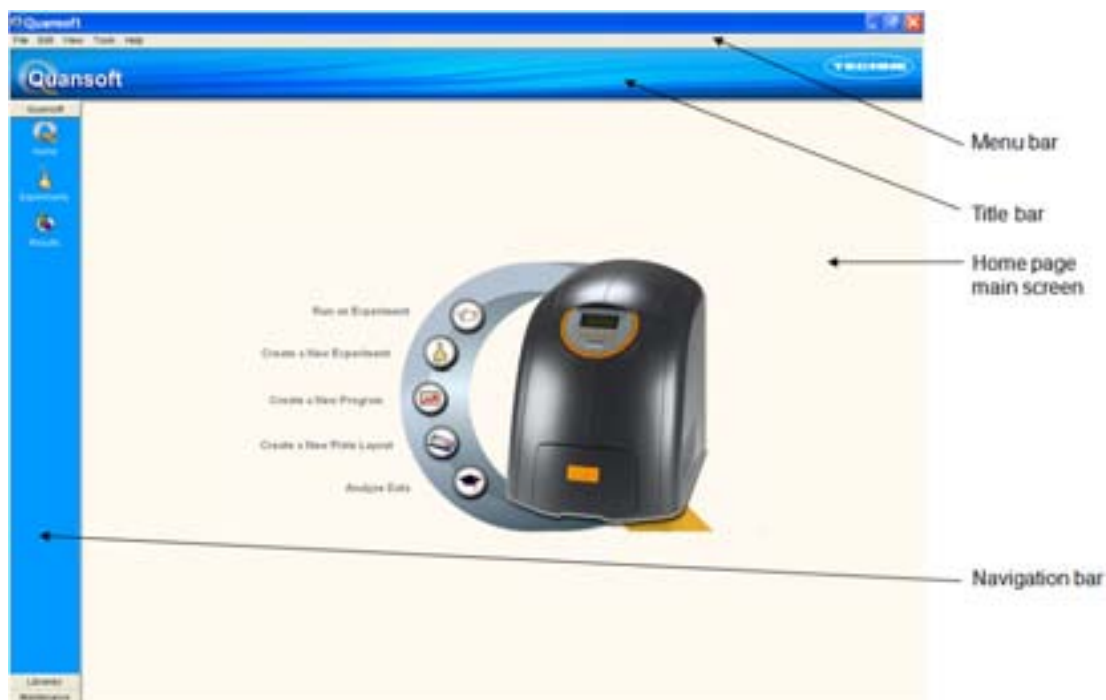 Quansoft
File Edit View Tools Help
Quansoft
TECHNE
Quansoft
Home
Experiments
Results
Menu bar
Title bar
Home page
main screen
Run an Experiment
Create a New Experiment
Create a New Program
Create a New Plate Layout
Analyze Data
Navigation bar
Libraries
Maintenance